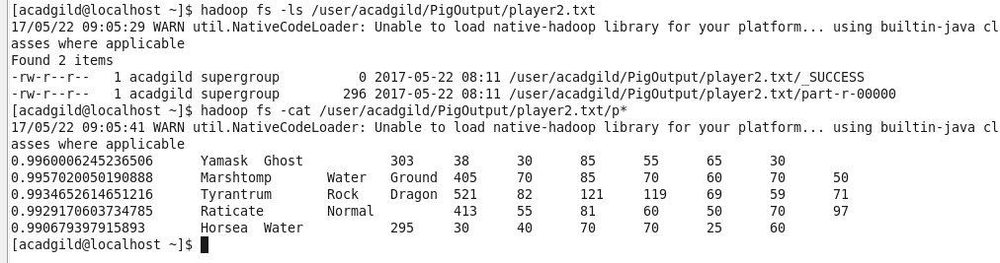 [acadgild@localhost ~]$ hadoop fs -ls /user/acadgild/PigOutput/player2.txt
17/05/22 09:05:29 WARN util.NativeCodeLoader: Unable to load native-hadoop library for your platform... using builtin-java cl
asses where applicable
Found 2 items
-rw-r--r--   1 acadgild supergroup          0 2017-05-22 08:11 /user/acadgild/PigOutput/player2.txt/_SUCCESS
-rw-r--r--   1 acadgild supergroup        296 2017-05-22 08:11 /user/acadgild/PigOutput/player2.txt/part-r-00000
[acadgild@localhost ~]$ hadoop fs -cat /user/acadgild/PigOutput/player2.txt/p*
17/05/22 09:05:41 WARN util.NativeCodeLoader: Unable to load native-hadoop library for your platform... using builtin-java cl
asses where applicable
0.9960006245236506      Yamask  Ghost           303     38      30      85      55      65      30
0.9957020050190888      Marshtomp       Water   Ground  405     70      85      70      60      70      50
0.9934652614651216      Tyrantrum       Rock    Dragon  521     82      121     119     69      59      71
0.9929170603734785      Raticate        Normal          413     55      81      60      50      70      97
0.990679397915893       Horsea  Water           295     30      40      70      70      25      60
[acadgild@localhost ~]$